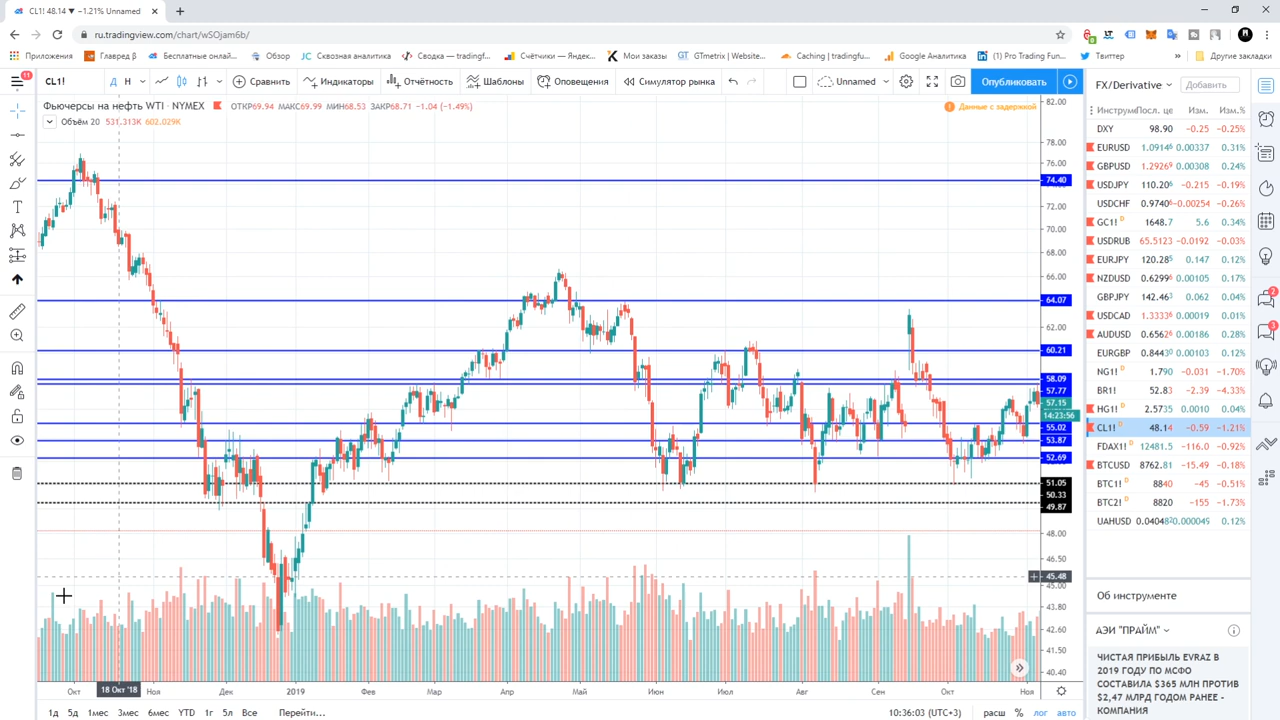 CL1! 48.14 ▼ −1.21% Unnamed
ru.tradingview.com/chart/wSOjam6b/
Приложения Главред β Бесплатные онлай... Обзор Сквозная аналитика Сводка - tradingf... Счётчики — Яндек... Мои заказы GTmetrix | Website... Caching | tradingfu... Google Аналитика (1) Pro Trading Fun... Твиттер » Другие закладки
11 CL1! Д Н Сравнить Индикаторы Отчётность Шаблоны Оповещения Симулятор рынка Unnamed Опубликовать
FX/Derivative Добавить
Фьючерсы на нефть WTI · NYMEX ОТКР69.94 МАКС69.99 МИН68.53 ЗАКР68.71 −1.04 (−1.49%)
Данные с задержкой
Объём 20 531.313K 602.029K
82.00
78.00
76.00
74.40
72.00
70.00
68.00
66.00
64.07
62.00
60.21
58.09
57.77
57.15
14:23:56
55.02
53.87
52.69
51.05
50.33
49.87
48.00
46.50
45.48
45.00
43.80
42.60
41.50
40.40
Окт 18 Окт '18 Ноя Дек 2019 Фев Мар Апр Май Июн Июл Авг Сен Окт Ноя
1д 5д 1мес 3мес 6мес YTD 1г 5л Все Перейти... 10:36:03 (UTC+3) расш % лог авто
Инструм Посл. це Изм. Изм.%
DXY 98.90 −0.25 −0.25%
EURUSD 1.09146 0.00337 0.31%
GBPUSD 1.29269 0.00308 0.24%
USDJPY 110.206 −0.215 −0.19%
USDCHF 0.9740 −0.00254 −0.26%
GC1! D 1648.7 5.6 0.34%
USDRUB 65.5123 −0.0192 −0.03%
EURJPY 120.285 0.147 0.12%
NZDUSD 0.6299 0.00105 0.17%
GBPJPY 142.463 0.062 0.04%
USDCAD 1.33336 0.00019 0.01%
AUDUSD 0.65626 0.00186 0.28%
EURGBP 0.84430 0.00103 0.12%
NG1! D 1.790 −0.031 −1.70%
BR1! D 52.83 −2.39 −4.33%
HG1! D 2.5735 0.0010 0.04%
CL1! D 48.14 −0.59 −1.21%
FDAX1! D 12481.5 −116.0 −0.92%
BTCUSD 8762.81 −15.49 −0.18%
BTC1! D 8840 −45 −0.51%
BTC2! D 8820 −155 −1.73%
UAHUSD 0.0404 0.000049 0.12%
2
3
Об инструменте
АЭИ "ПРАЙМ"
ЧИСТАЯ ПРИБЫЛЬ EVRAZ В
2019 ГОДУ ПО МСФО
СОСТАВИЛА $365 МЛН ПРОТИВ
$2,47 МЛРД ГОДОМ РАНЕЕ -
КОМПАНИЯ